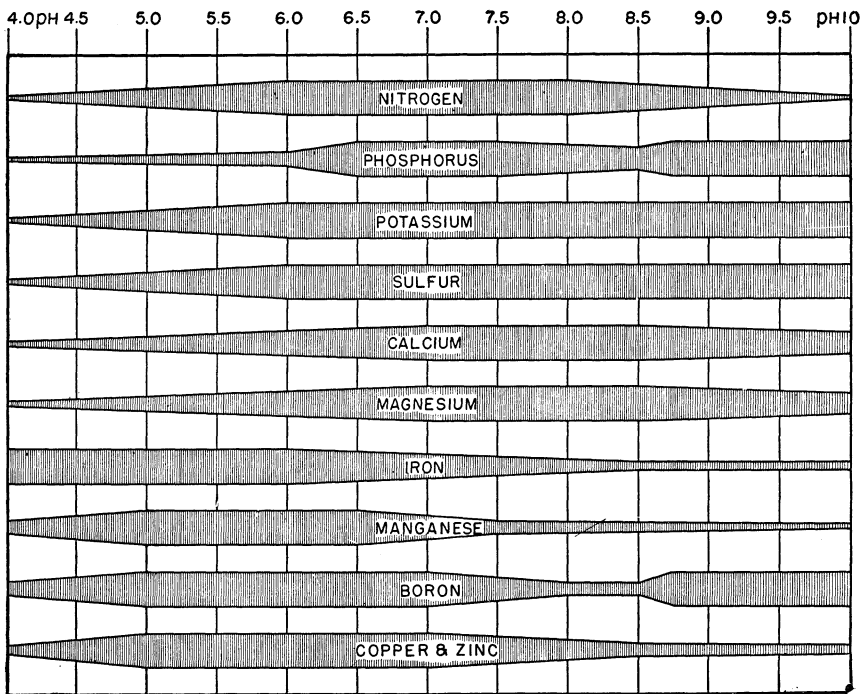 4.0pH 4.5 5.0 5.5 6.0 6.5 7.0 7.5 8.0 8.5 9.0 9.5 pH10
NITROGEN
PHOSPHORUS
POTASSIUM
SULFUR
CALCIUM
MAGNESIUM
IRON
MANGANESE
BORON
COPPER & ZINC